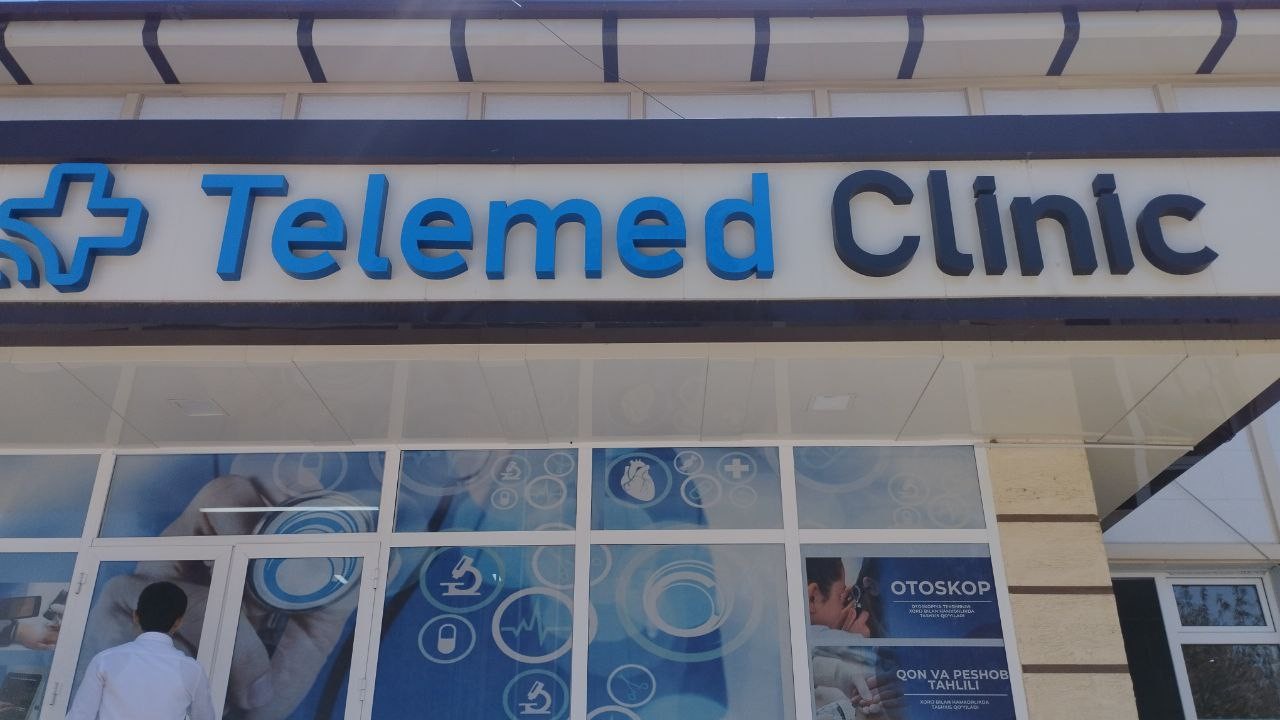 Telemed Clinic
OTOSKOP
QON VA PESHOB
TAHLILI